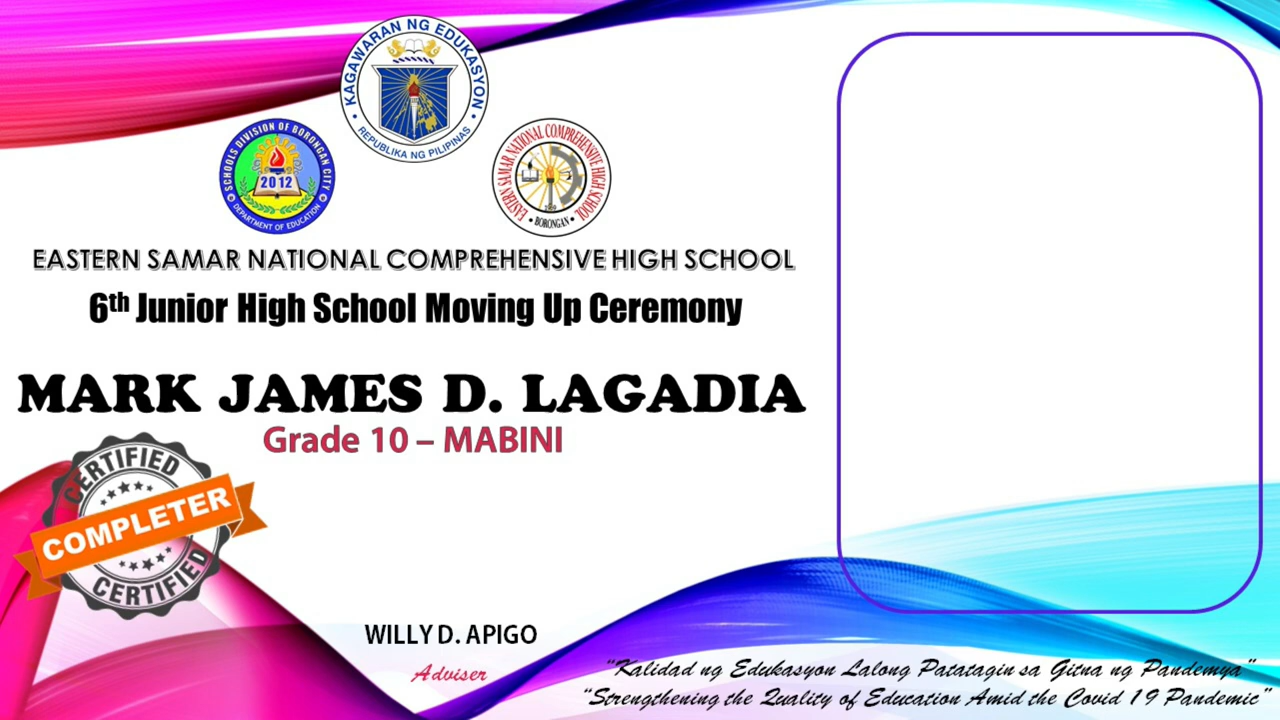 KAGAWARAN NG EDUKASYON
REPUBLIKA NG PILIPINAS
SCHOOLS DIVISION OF BORONGAN CITY
2012
DEPARTMENT OF EDUCATION
EASTERN SAMAR NATIONAL COMPREHENSIVE HIGH SCHOOL
1959
• BORONGAN •
EASTERN SAMAR NATIONAL COMPREHENSIVE HIGH SCHOOL
6th Junior High School Moving Up Ceremony
MARK JAMES D. LAGADIA
Grade 10 – MABINI
CERTIFIED
COMPLETER
CERTIFIED
WILLY D. APIGO
Adviser
“Kalidad ng Edukasyon Lalong Patatagin sa Gitna ng Pandemya”
“Strengthening the Quality of Education Amid the Covid 19 Pandemic”